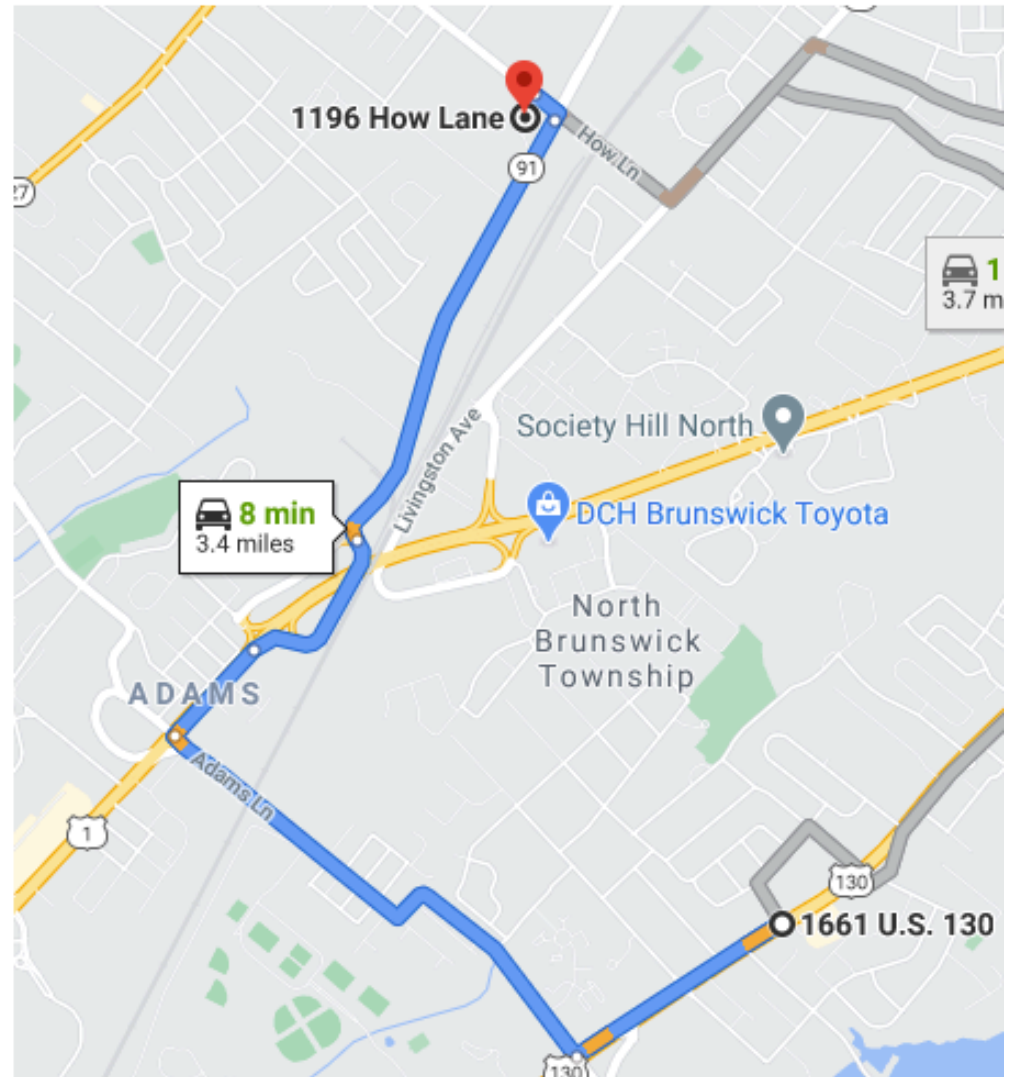 1196 How Lane
How Ln
91
27
1
3.7 m
Society Hill North
Livingston Ave
8 min
3.4 miles
DCH Brunswick Toyota
North
Brunswick
Township
ADAMS
Adams Ln
1
130
1661 U.S. 130
130